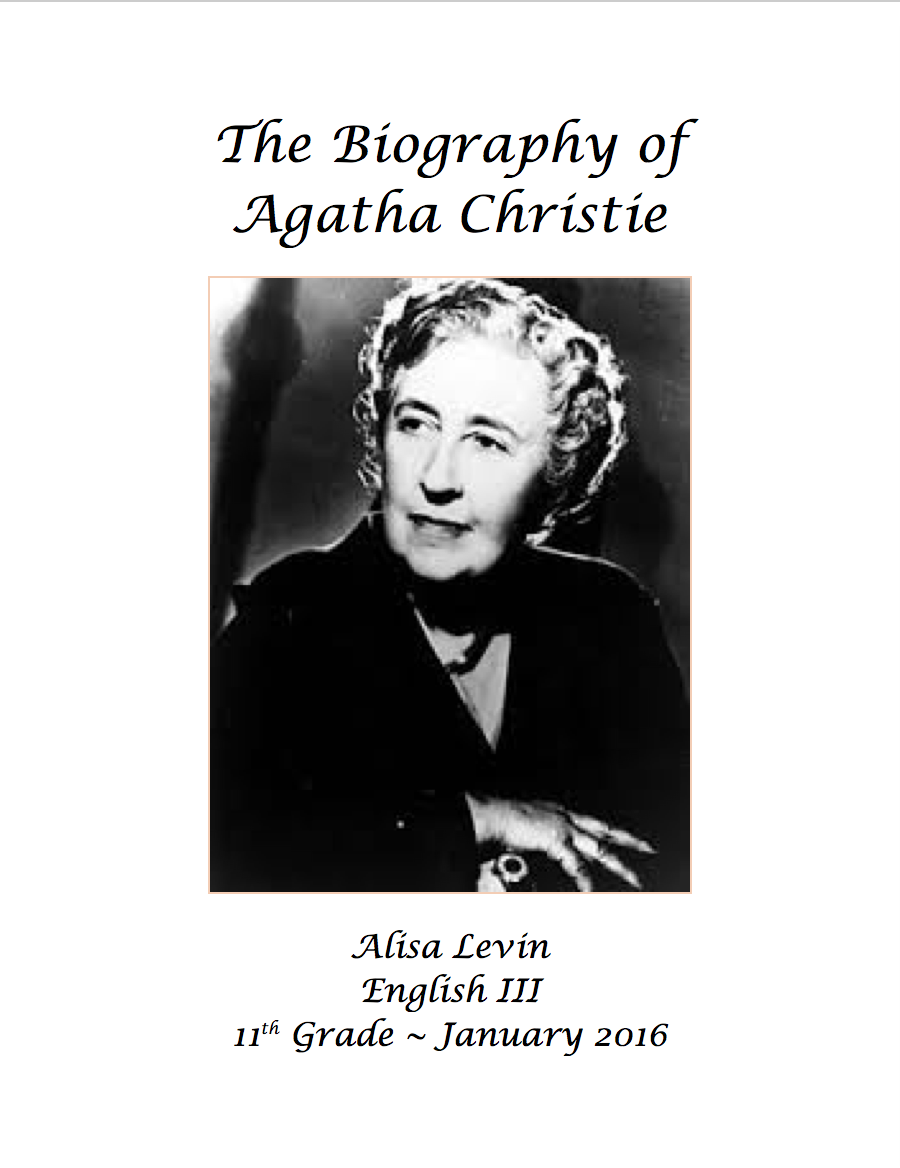 The Biography of
Agatha Christie
Alisa Levin
English III
11th Grade ~ January 2016